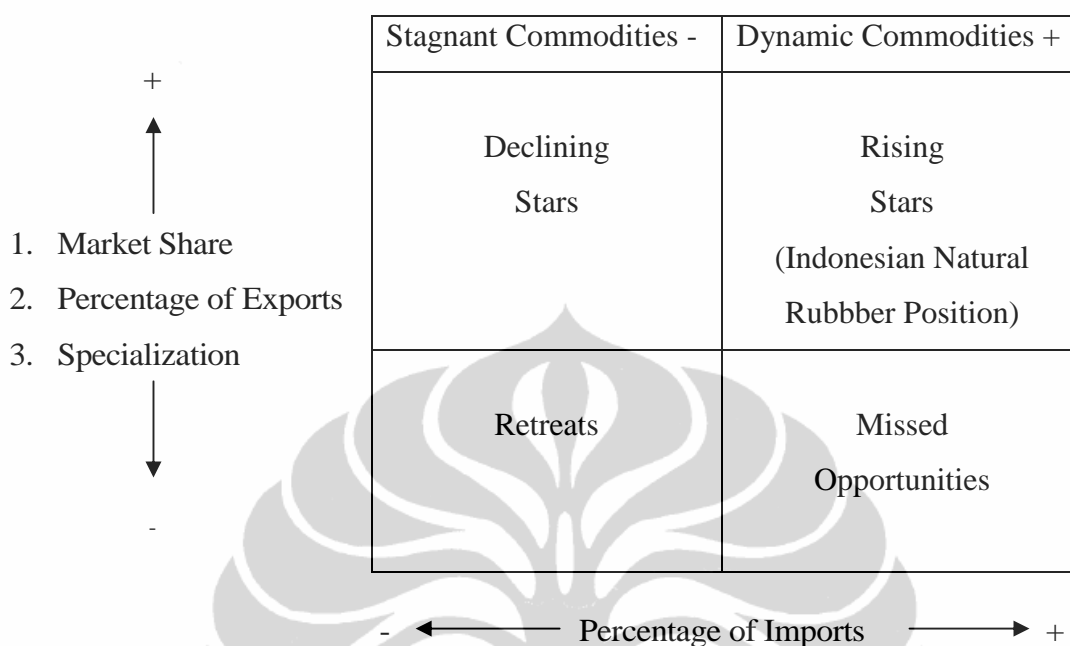 Stagnant Commodities - Dynamic Commodities +
+
Declining
Stars
Rising
Stars
(Indonesian Natural
Rubbber Position)
1. Market Share
2. Percentage of Exports
3. Specialization
Retreats
Missed
Opportunities
-
- Percentage of Imports +